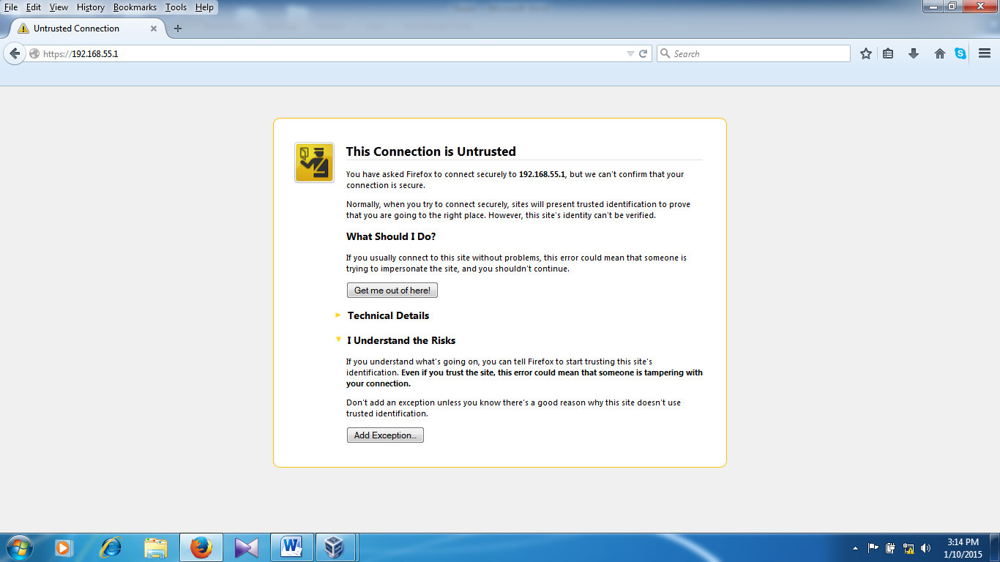 File Edit View History Bookmarks Tools Help
Untrusted Connection
https://192.168.55.1
Search
This Connection is Untrusted
You have asked Firefox to connect securely to 192.168.55.1, but we can't confirm that your
connection is secure.
Normally, when you try to connect securely, sites will present trusted identification to prove
that you are going to the right place. However, this site's identity can't be verified.
What Should I Do?
If you usually connect to this site without problems, this error could mean that someone is
trying to impersonate the site, and you shouldn't continue.
Get me out of here!
Technical Details
I Understand the Risks
If you understand what's going on, you can tell Firefox to start trusting this site's
identification. Even if you trust the site, this error could mean that someone is tampering with
your connection.
Don't add an exception unless you know there's a good reason why this site doesn't use
trusted identification.
Add Exception...
3:14 PM
1/10/2015